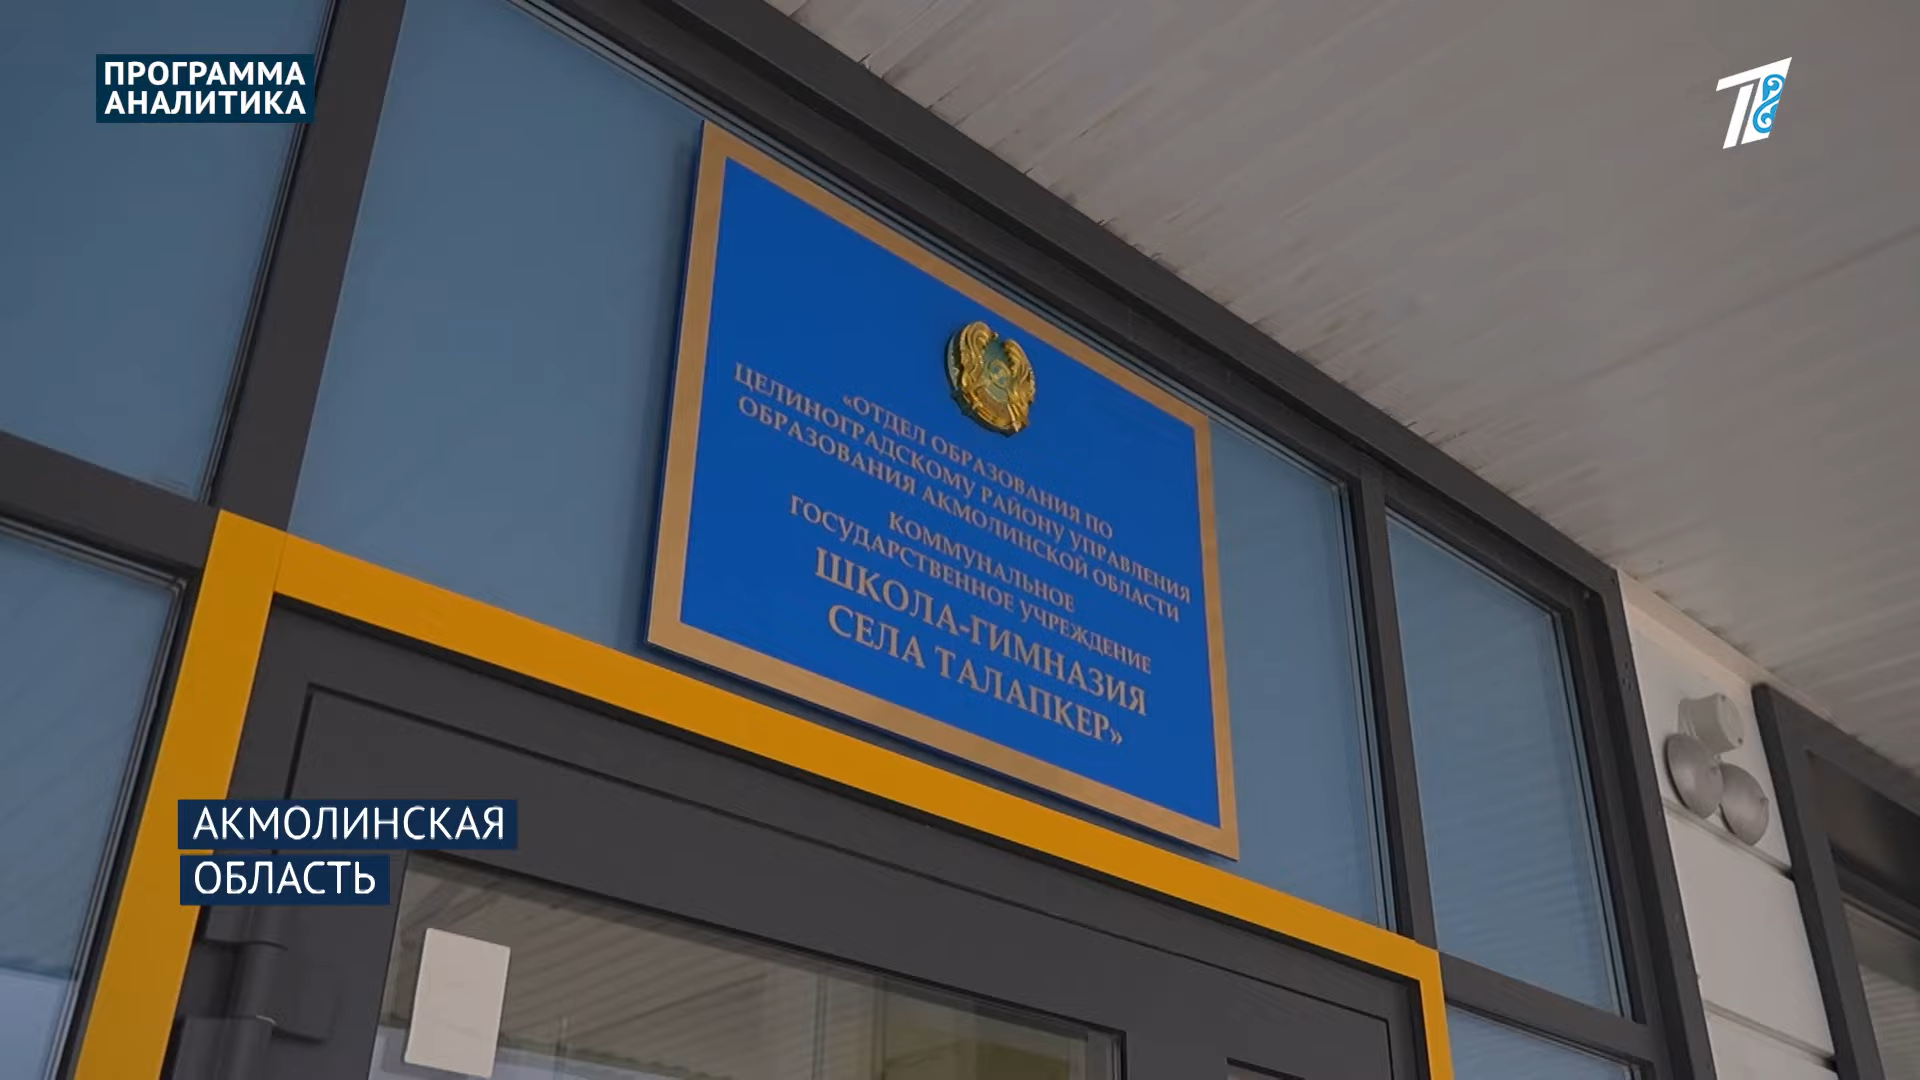 ПРОГРАММА
АНАЛИТИКА
«ОТДЕЛ ОБРАЗОВАНИЯ ПО
ЦЕЛИНОГРАДСКОМУ РАЙОНУ УПРАВЛЕНИЯ
ОБРАЗОВАНИЯ АКМОЛИНСКОЙ ОБЛАСТИ
КОММУНАЛЬНОЕ
ГОСУДАРСТВЕННОЕ УЧРЕЖДЕНИЕ
ШКОЛА-ГИМНАЗИЯ
СЕЛА ТАЛАПКЕР»
АКМОЛИНСКАЯ
ОБЛАСТЬ